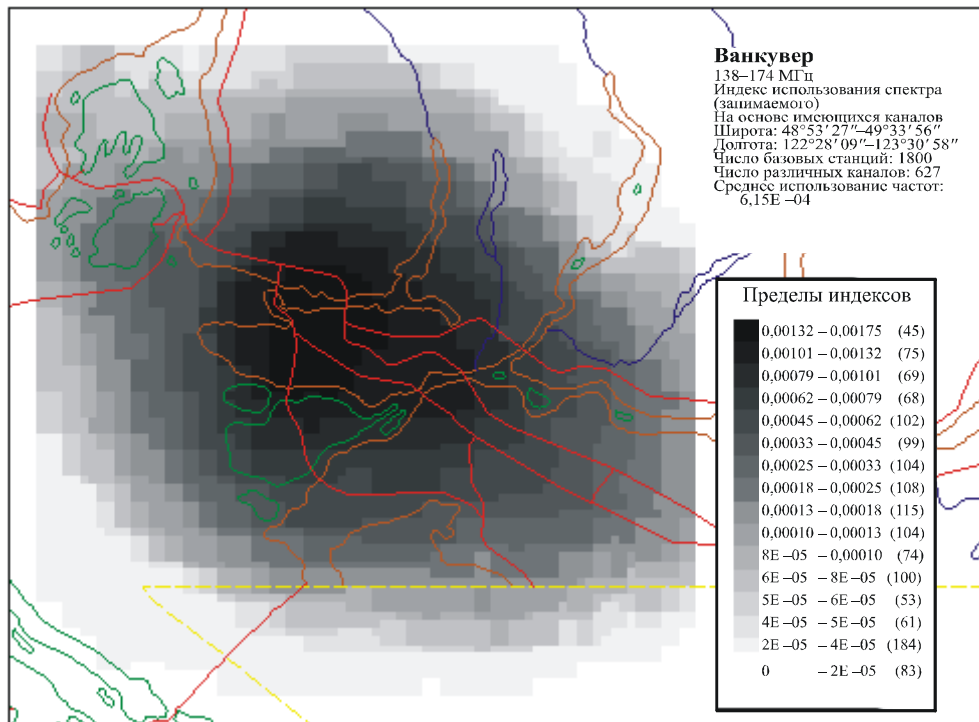 Ванкувер
138–174 МГц
Индекс использования спектра
(занимаемого)
На основе имеющихся каналов
Широта: 48°53′27″–49°33′56″
Долгота: 122°28′09″–123°30′58″
Число базовых станций: 1800
Число различных каналов: 627
Среднее использование частот:
6,15E –04
Пределы индексов
0,00132 – 0,00175 (45)
0,00101 – 0,00132 (75)
0,00079 – 0,00101 (69)
0,00062 – 0,00079 (68)
0,00045 – 0,00062 (102)
0,00033 – 0,00045 (99)
0,00025 – 0,00033 (104)
0,00018 – 0,00025 (108)
0,00013 – 0,00018 (115)
0,00010 – 0,00013 (104)
8E –05 – 0,00010 (74)
6E –05 – 8E –05 (100)
5E –05 – 6E –05 (53)
4E –05 – 5E –05 (61)
2E –05 – 4E –05 (184)
0 – 2E –05 (83)